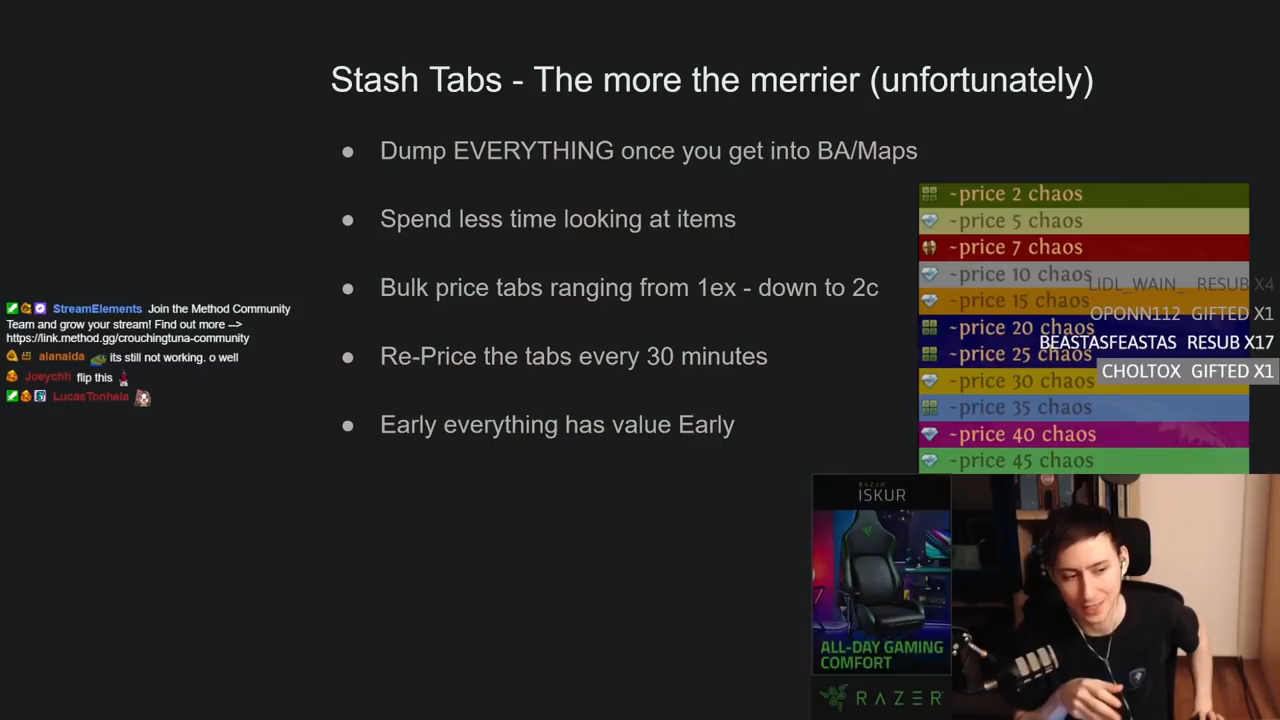 Stash Tabs - The more the merrier (unfortunately)
● Dump EVERYTHING once you get into BA/Maps
● Spend less time looking at items
● Bulk price tabs ranging from 1ex - down to 2c
● Re-Price the tabs every 30 minutes
● Early everything has value Early
~price 2 chaos
~price 5 chaos
~price 7 chaos
~price 10 chaos
~price 15 chaos
~price 20 chaos
~price 25 chaos
~price 30 chaos
~price 35 chaos
~price 40 chaos
~price 45 chaos
LIDL_WAIN_ RESUB X4
OPONN112 GIFTED X1
BEASTASFEASTAS RESUB X17
CHOLTOX GIFTED X1
StreamElements Join the Method Community
Team and grow your stream! Find out more -->
https://link.method.gg/crouchingtuna-community
alanalda its still not working. o well
Joeychh flip this
LucasTonhela
RAZER
ISKUR
ALL-DAY GAMING
COMFORT
RAZER